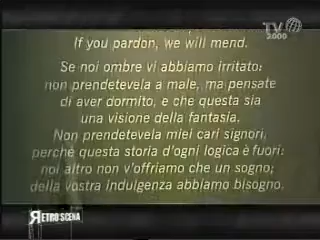 TV
2000
If you pardon, we will mend.
Se noi ombre vi abbiamo irritato:
non prendetevela a male, ma pensate
di aver dormito, e che questa sia
una visione della fantasia.
Non prendetevela miei cari signori,
perché questa storia d'ogni logica è fuori:
noi altro non v'offriamo che un sogno;
della vostra indulgenza abbiamo bisogno.
RETROSCENA